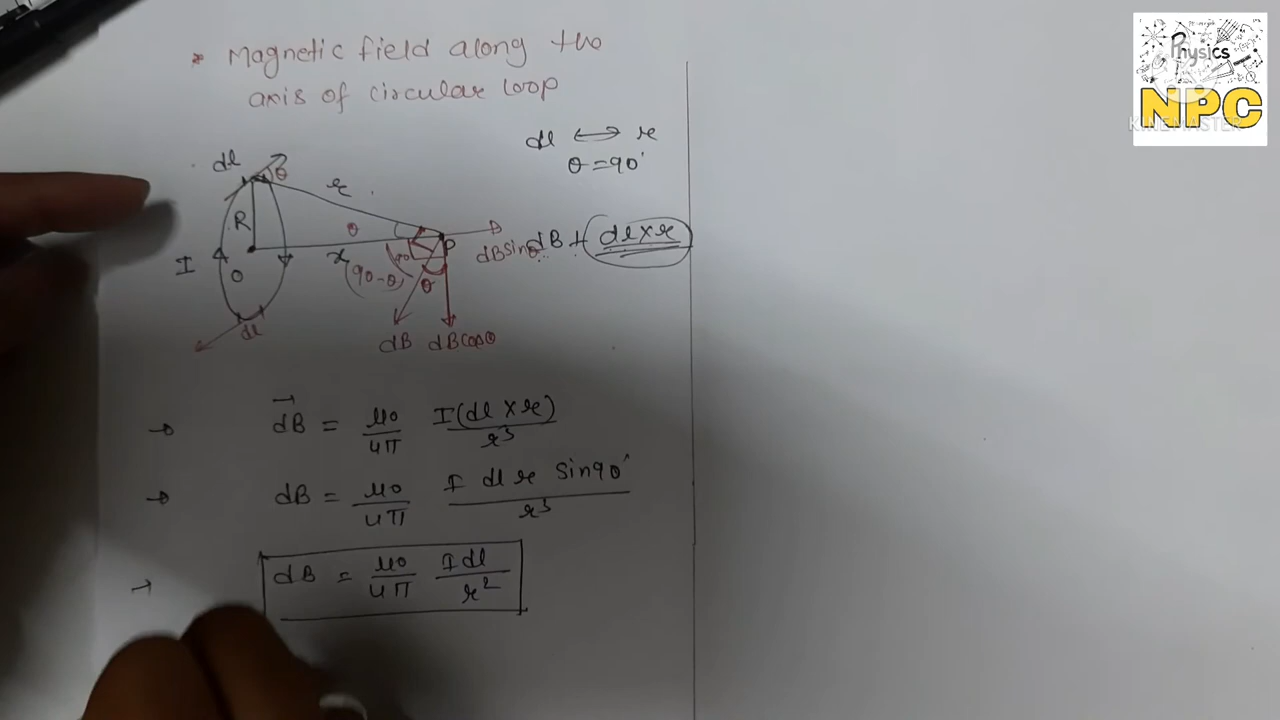 * Magnetic field along the
axis of circular loop
dl ↔ r
θ = 90°
dl
θ
r
R
θ
I
O
x
(90-θ)
90
P
θ
dB sinθ
dB ⊥ (dl × r)
dl
dB
dB cosθ
→ dB = μ0/4π I(dl × r)/r³
→ dB = μ0/4π I dl r Sin90°/r³
→ dB = μ0/4π I dl/r²
Physics
NPC
KINEMASTER